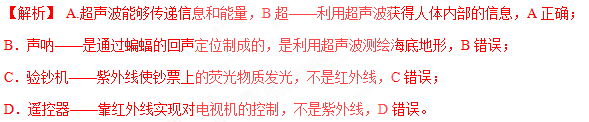 【解析】 A.超声波能够传递信息和能量，B 超——利用超声波获得人体内部的信息，A 正确；
B．声呐——是通过蝙蝠的回声定位制成的，是利用超声波测绘海底地形，B 错误；
C．验钞机——紫外线使钞票上的荧光物质发光，不是红外线，C 错误；
D．遥控器——靠红外线实现对电视机的控制，不是紫外线，D 错误。